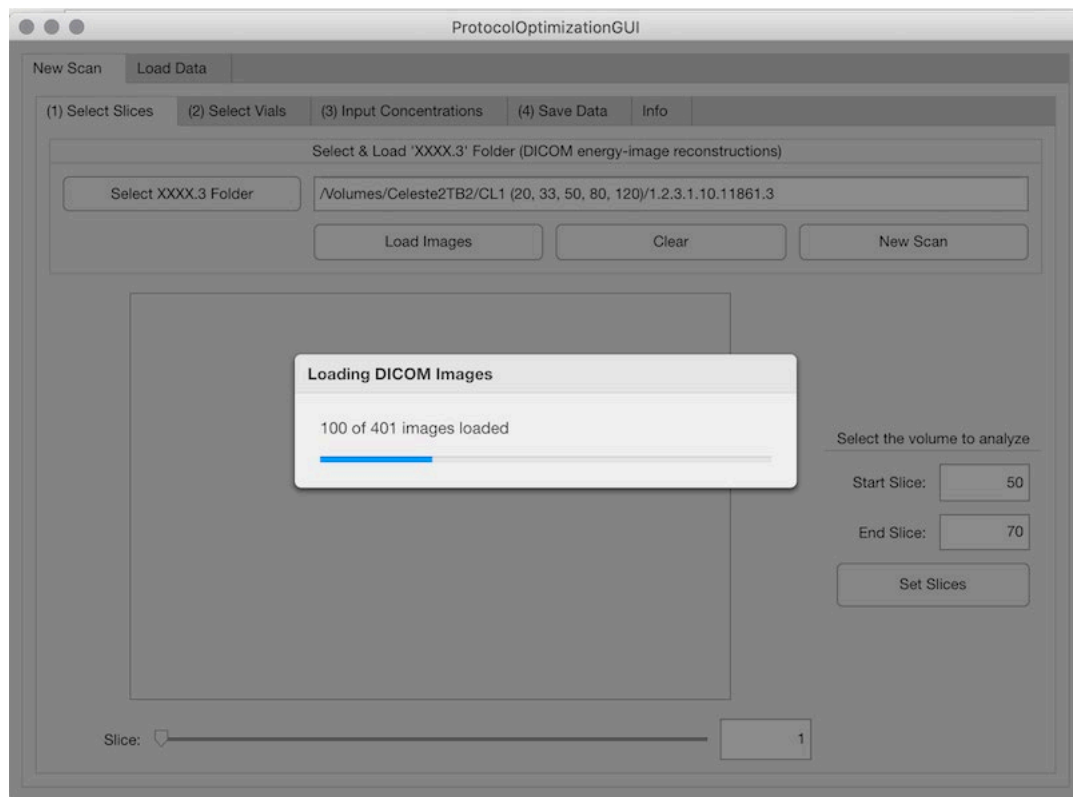 ProtocolOptimizationGUI
New Scan Load Data
(1) Select Slices (2) Select Vials (3) Input Concentrations (4) Save Data Info
Select & Load 'XXXX.3' Folder (DICOM energy-image reconstructions)
Select XXXX.3 Folder /Volumes/Celeste2TB2/CL1 (20, 33, 50, 80, 120)/1.2.3.1.10.11861.3
Load Images Clear New Scan
Loading DICOM Images
100 of 401 images loaded
Select the volume to analyze
Start Slice: 50
End Slice: 70
Set Slices
Slice: 1